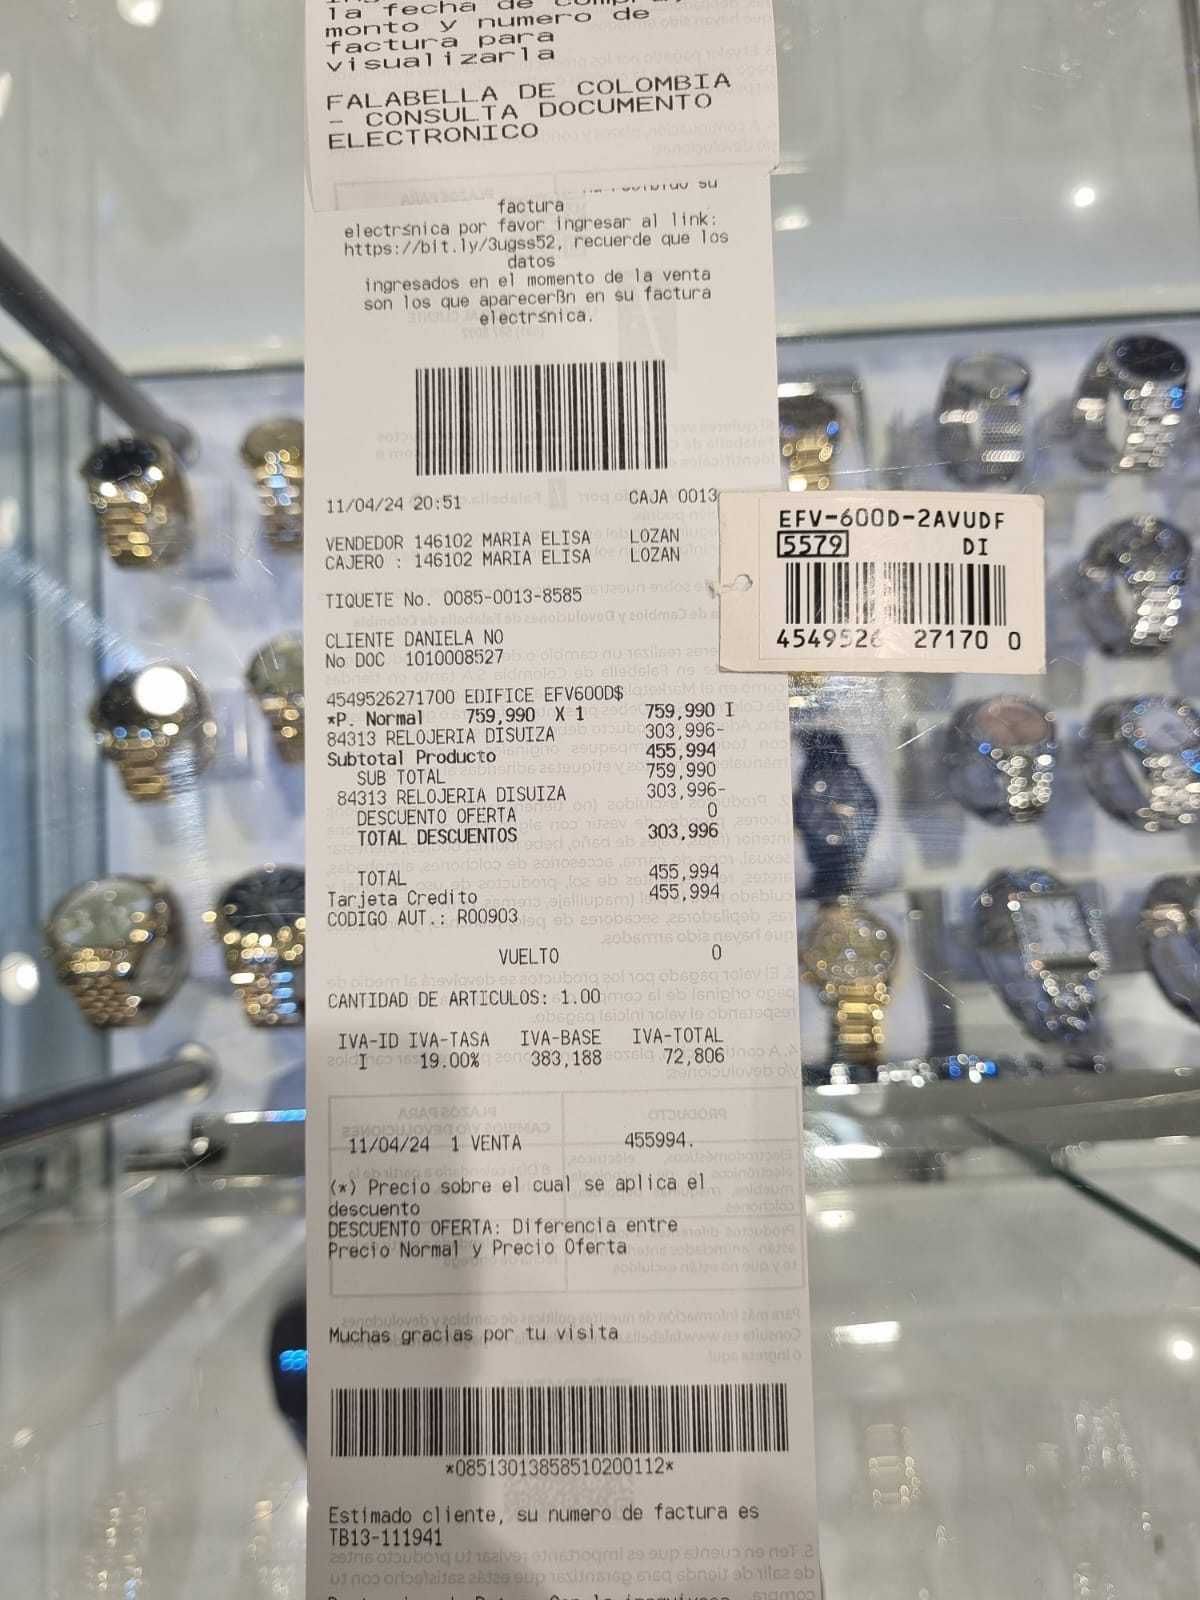 la fecha de
monto y numero de
factura para
visualizarla
FALABELLA DE COLOMBIA
- CONSULTA DOCUMENTO
ELECTRONICO
su
factura
electrsnica por favor ingresar al link:
https://bit.ly/3ugss52, recuerde que los
datos
ingresados en el momento de la venta
son los que aparecerßn en su factura
electrsnica.
11/04/24 20:51 CAJA 0013
VENDEDOR 146102 MARIA ELISA LOZAN
CAJERO : 146102 MARIA ELISA LOZAN
TIQUETE No. 0085-0013-8585
CLIENTE DANIELA NO
No DOC 1010008527
4549526271700 EDIFICE EFV600D$
*P. Normal 759,990 X 1 759,990 I
84313 RELOJERIA DISUIZA 303,996-
Subtotal Producto 455,994
SUB TOTAL 759,990
84313 RELOJERIA DISUIZA 303,996-
DESCUENTO OFERTA 0
TOTAL DESCUENTOS 303,996
TOTAL 455,994
Tarjeta Credito 455,994
CODIGO AUT.: R00903
VUELTO 0
CANTIDAD DE ARTICULOS: 1.00
IVA-ID IVA-TASA IVA-BASE IVA-TOTAL
I 19.00% 383,188 72,806
11/04/24 1 VENTA 455994.
(*) Precio sobre el cual se aplica el
descuento
DESCUENTO OFERTA: Diferencia entre
Precio Normal y Precio Oferta
Muchas gracias por tu visita
*08513013858510200112*
Estimado cliente, su numero de factura es
TB13-111941
EFV-600D-2AVUDF
5579 DI
4549526 27170 0